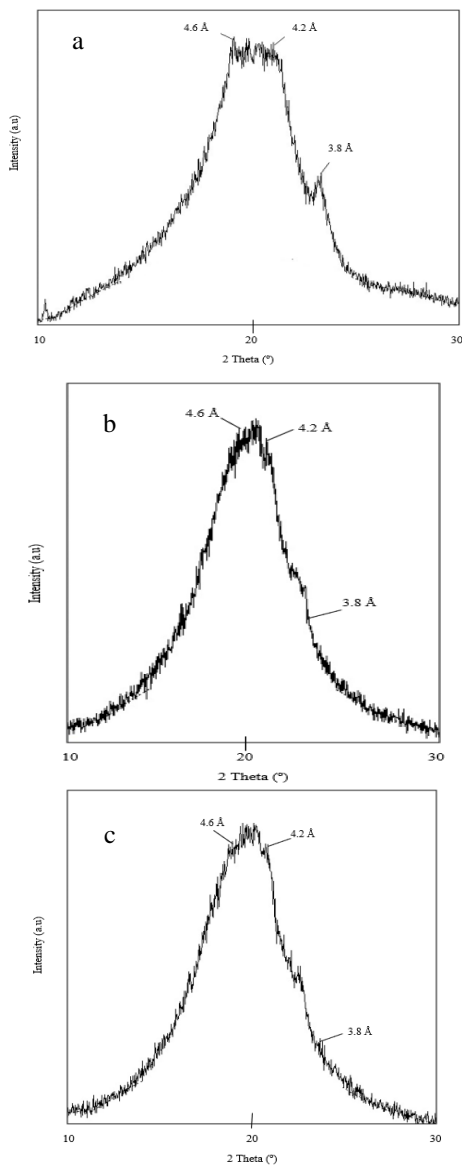 a
4.6 Å
4.2 Å
3.8 Å
Intensity (a.u)
10
20
30
2 Theta (º)
b
4.6 Å
4.2 Å
3.8 Å
Intensity (a.u)
10
20
30
2 Theta (º)
c
4.6 Å
4.2 Å
3.8 Å
Intensity (a.u)
10
20
30
2 Theta (º)